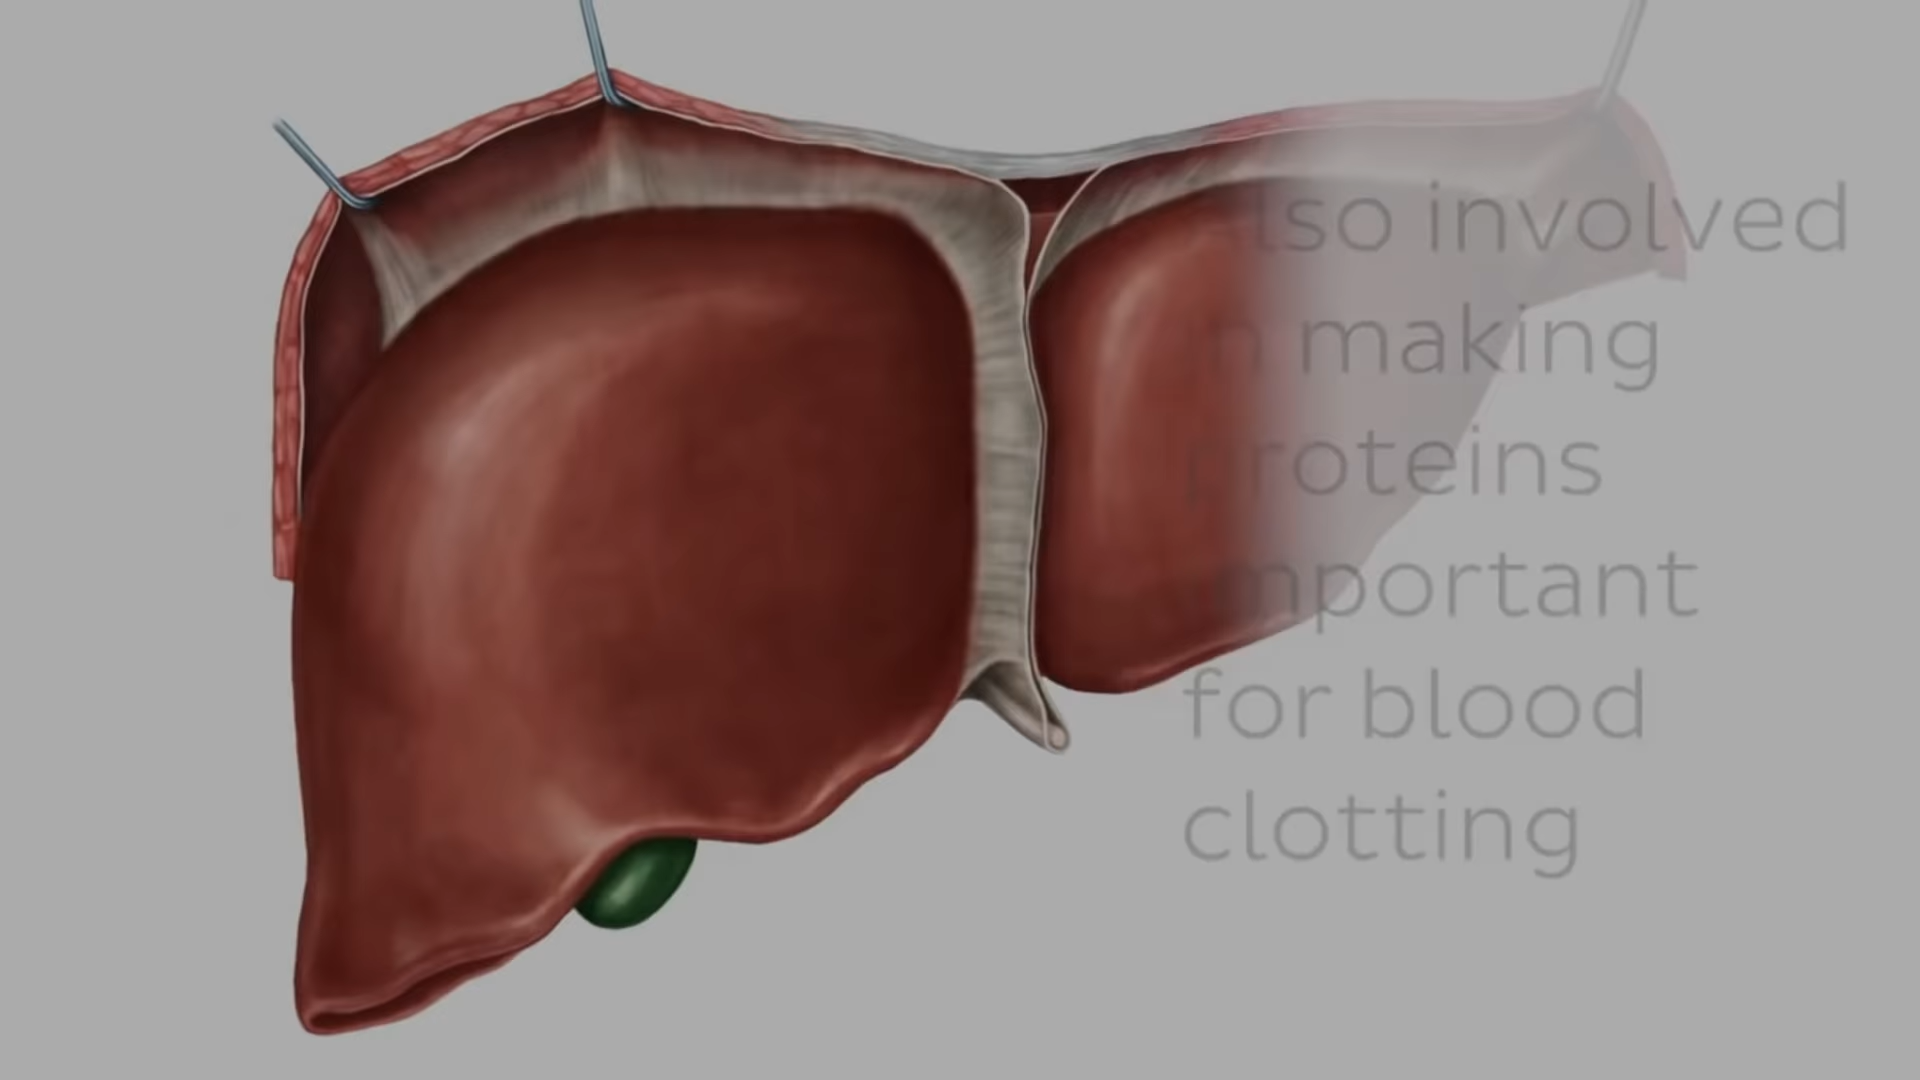 also involved
in making
proteins
important
for blood
clotting